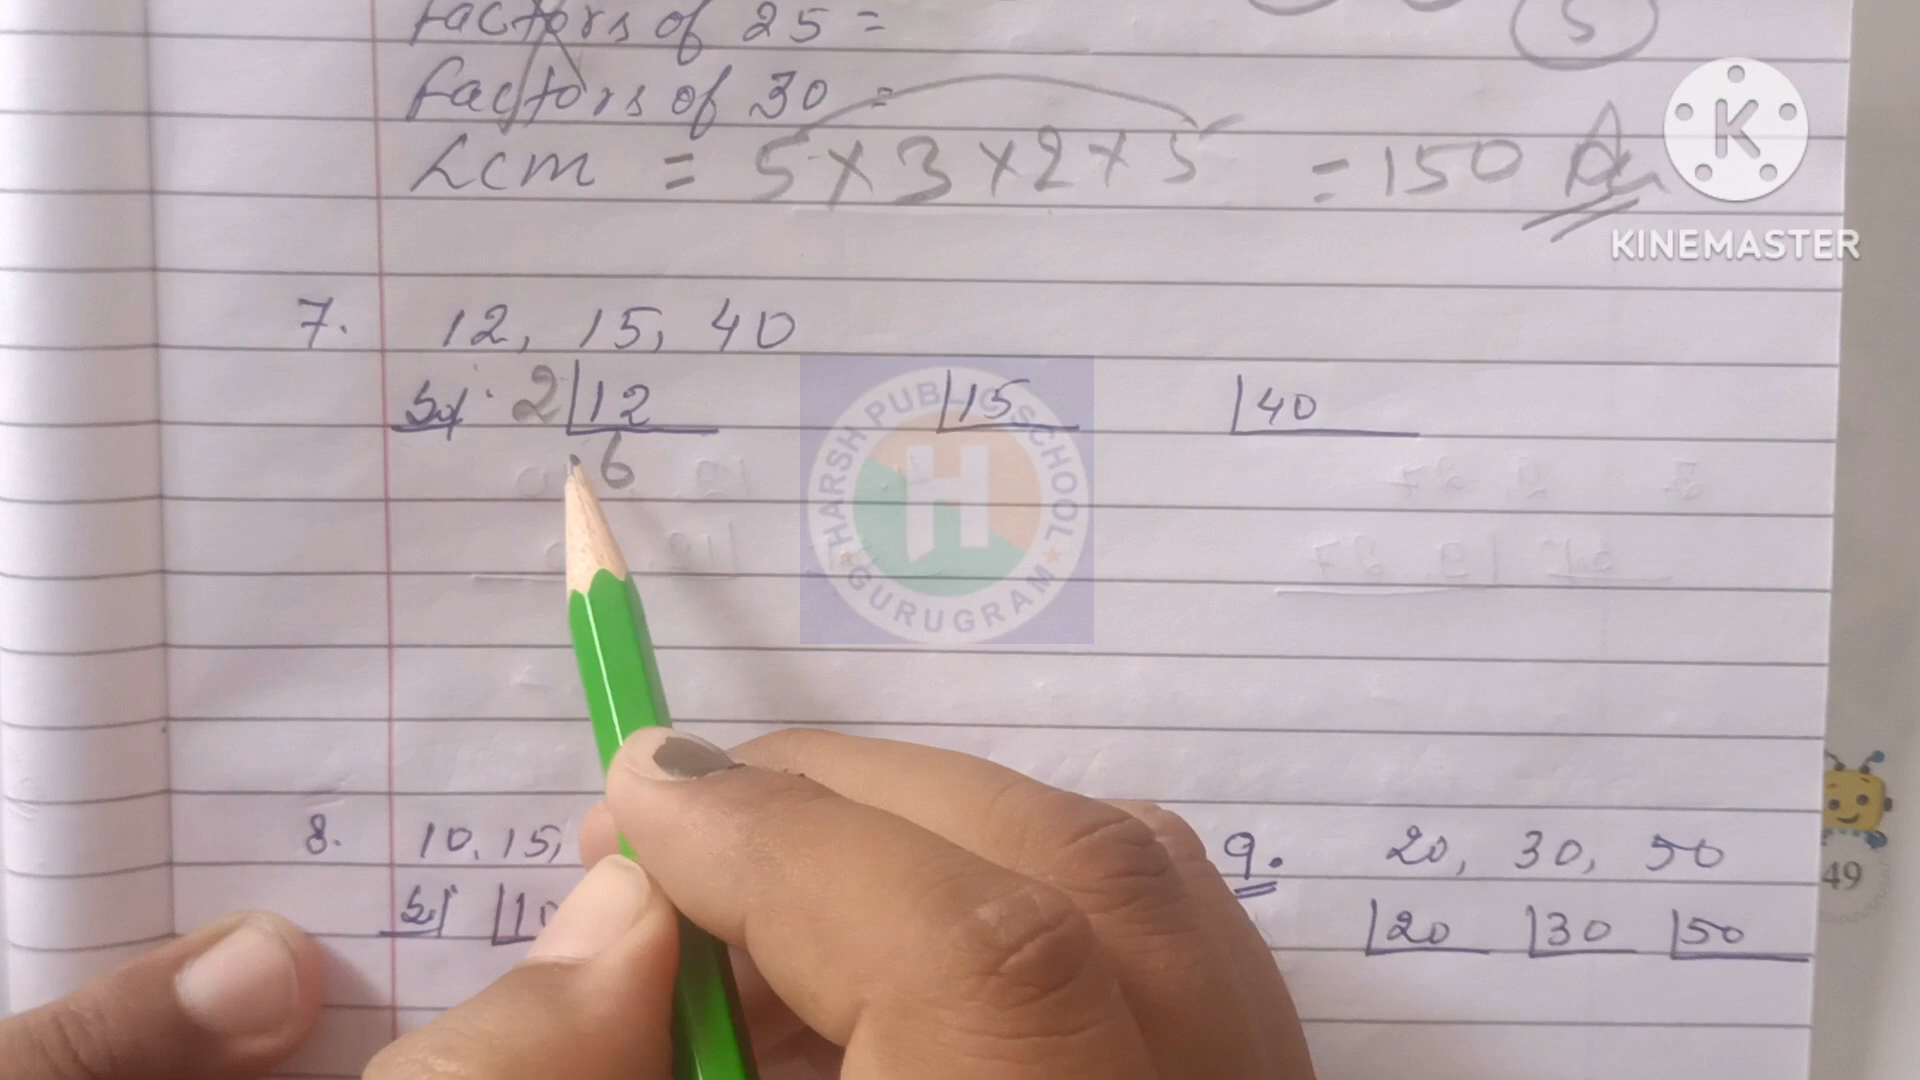 factors of 25 =
5
factors of 30 =
Lcm = 5 × 3 × 2 × 5 = 150 Ans
KINEMASTER
7. 12, 15, 40
Sol. 2 12 15 40
6
HARSH PUBLIC SCHOOL
H
GURUGRAM
8. 10, 15,
Sol 10
9. 20, 30, 50
20 30 50
49